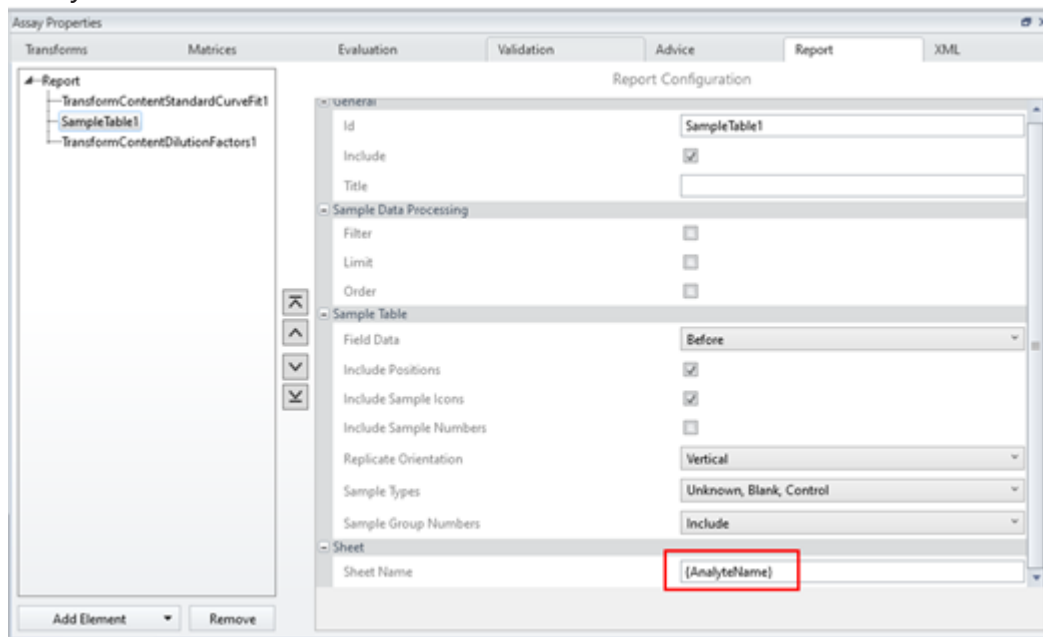 Assay Properties
Transforms Matrices Evaluation Validation Advice Report XML
Report
TransformContentStandardCurveFit1
SampleTable1
TransformContentDilutionFactors1
Report Configuration
General
Id SampleTable1
Include
Title
Sample Data Processing
Filter
Limit
Order
Sample Table
Field Data Before
Include Positions
Include Sample Icons
Include Sample Numbers
Replicate Orientation Vertical
Sample Types Unknown, Blank, Control
Sample Group Numbers Include
Sheet
Sheet Name {AnalyteName}
Add Element Remove